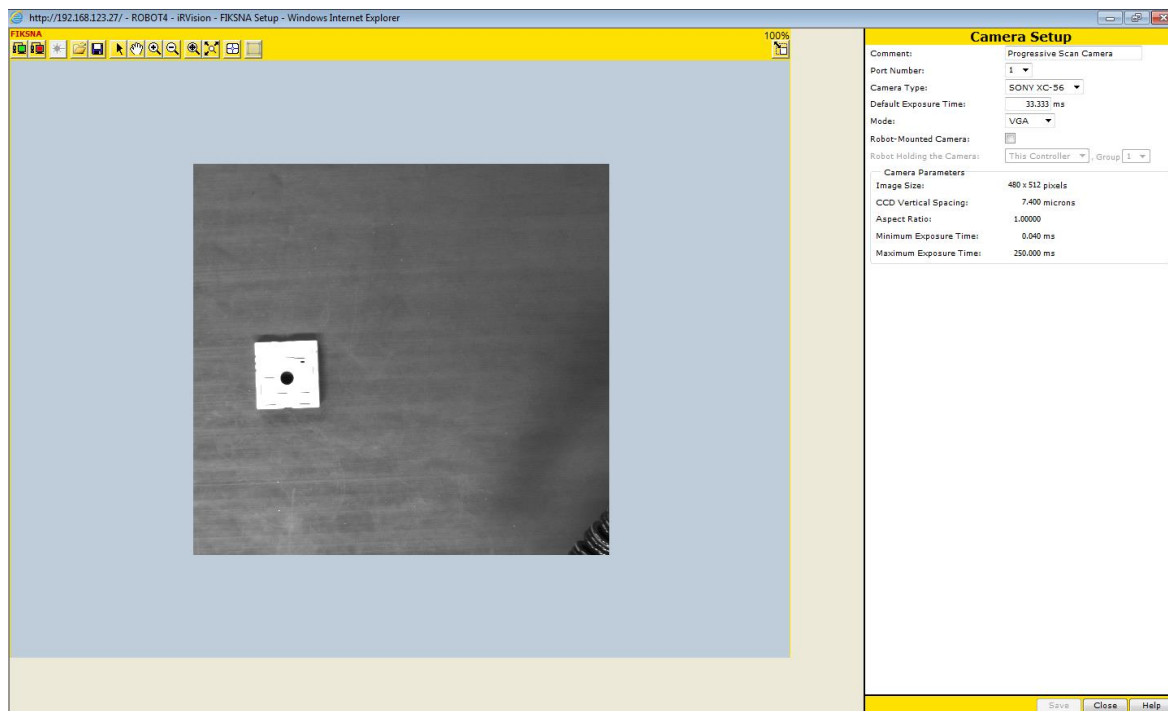 http://192.168.123.27/ - ROBOT4 - iRVision - FIKSNA Setup - Windows Internet Explorer
FIKSNA
100%
Camera Setup
Comment: Progressive Scan Camera
Port Number: 1
Camera Type: SONY XC-56
Default Exposure Time: 33.333 ms
Mode: VGA
Robot-Mounted Camera:
Robot Holding the Camera: This Controller , Group 1
Camera Parameters
Image Size: 480 x 512 pixels
CCD Vertical Spacing: 7.400 microns
Aspect Ratio: 1.00000
Minimum Exposure Time: 0.040 ms
Maximum Exposure Time: 250.000 ms
Save Close Help